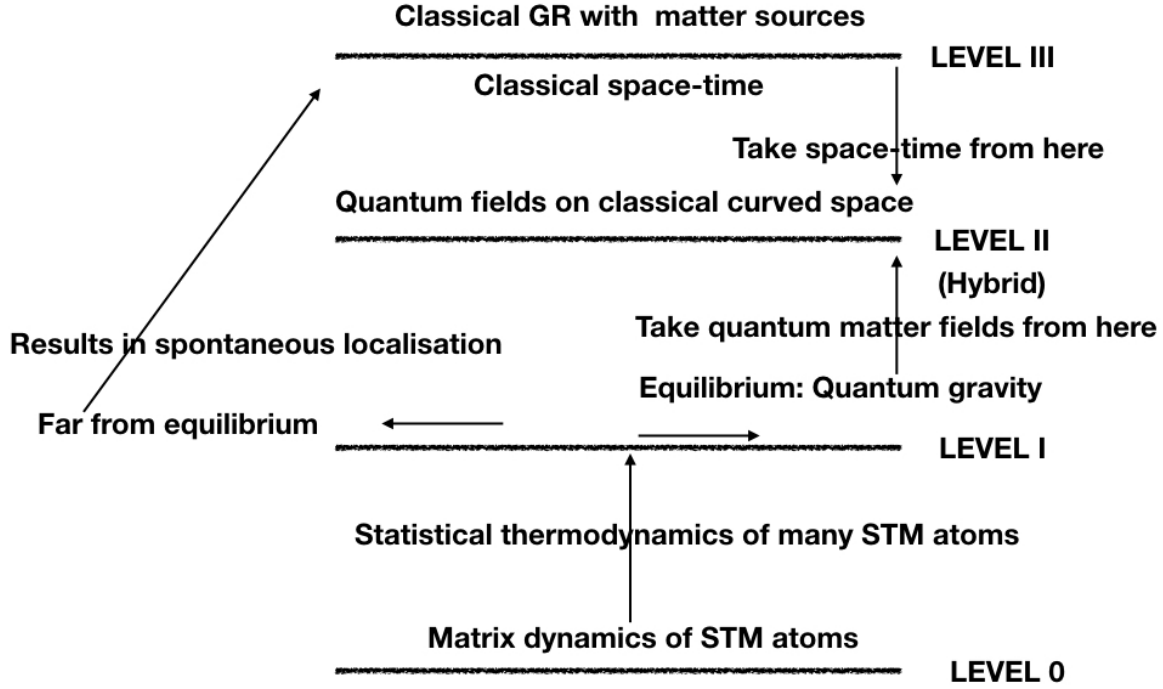 Classical GR with matter sources
LEVEL III
Classical space-time
Take space-time from here
Quantum fields on classical curved space
LEVEL II
(Hybrid)
Take quantum matter fields from here
Results in spontaneous localisation
Equilibrium: Quantum gravity
Far from equilibrium
LEVEL I
Statistical thermodynamics of many STM atoms
Matrix dynamics of STM atoms
LEVEL 0